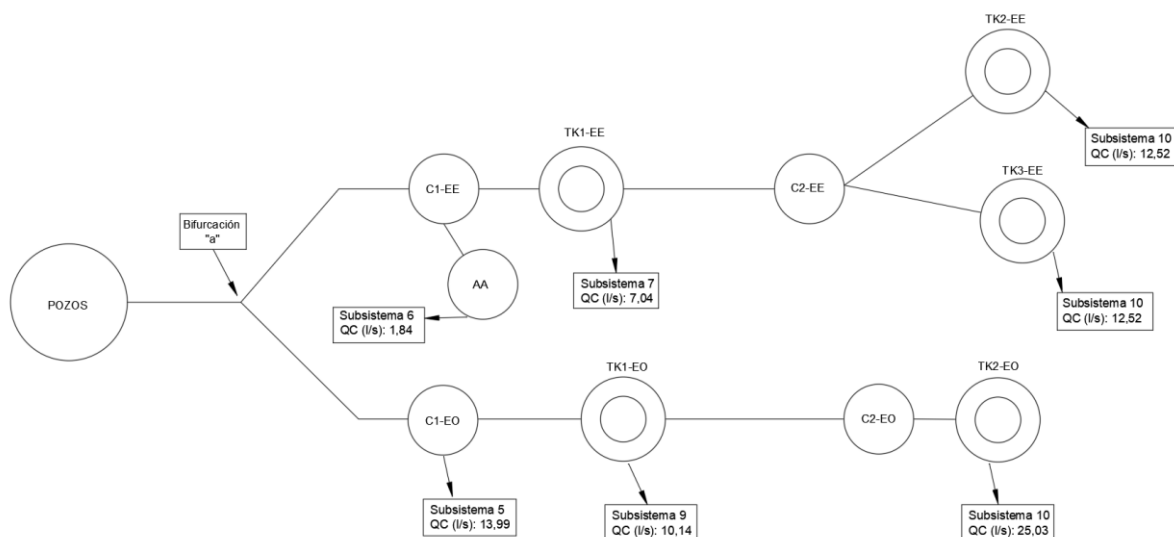 TK2-EE
Subsistema 10
QC (l/s): 12,52
TK1-EE
TK3-EE
C1-EE
C2-EE
Bifurcación
"a"
Subsistema 7
QC (l/s): 7,04
AA
Subsistema 10
QC (l/s): 12,52
POZOS
Subsistema 6
QC (l/s): 1,84
TK1-EO
TK2-EO
C1-EO
C2-EO
Subsistema 5
QC (l/s): 13,99
Subsistema 9
QC (l/s): 10,14
Subsistema 10
QC (l/s): 25,03